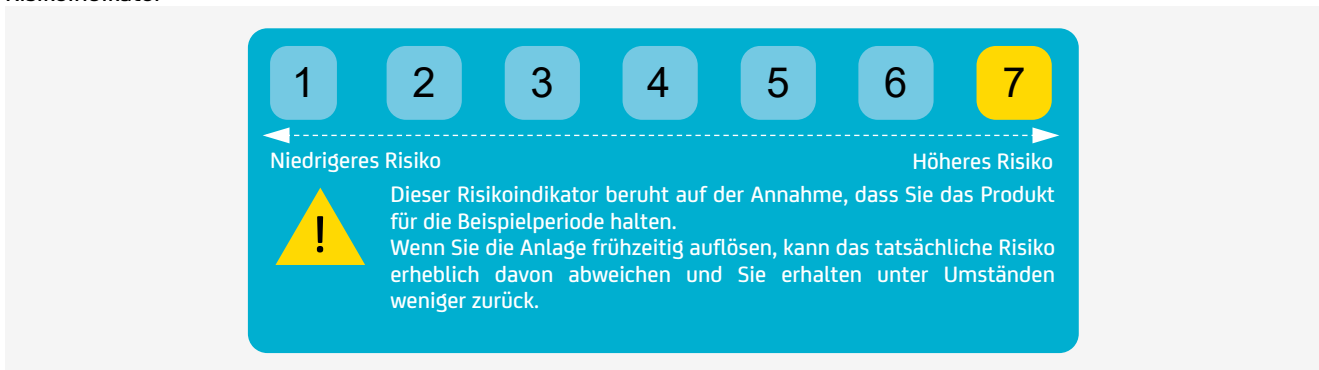 1 2 3 4 5 6 7
Niedrigeres Risiko Höheres Risiko
!
Dieser Risikoindikator beruht auf der Annahme, dass Sie das Produkt
für die Beispielperiode halten.
Wenn Sie die Anlage frühzeitig auflösen, kann das tatsächliche Risiko
erheblich davon abweichen und Sie erhalten unter Umständen
weniger zurück.